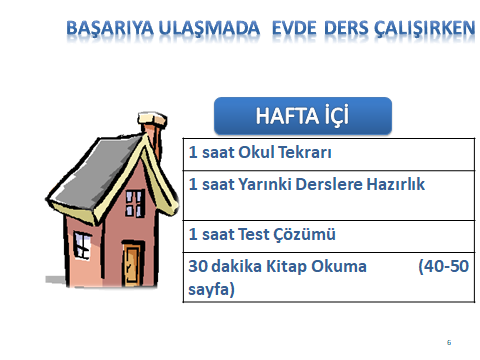 BAŞARIYA ULAŞMADA EVDE DERS ÇALIŞIRKEN
HAFTA İÇİ
1 saat Okul Tekrarı
1 saat Yarınki Derslere Hazırlık
1 saat Test Çözümü
30 dakika Kitap Okuma (40-50
sayfa)
6